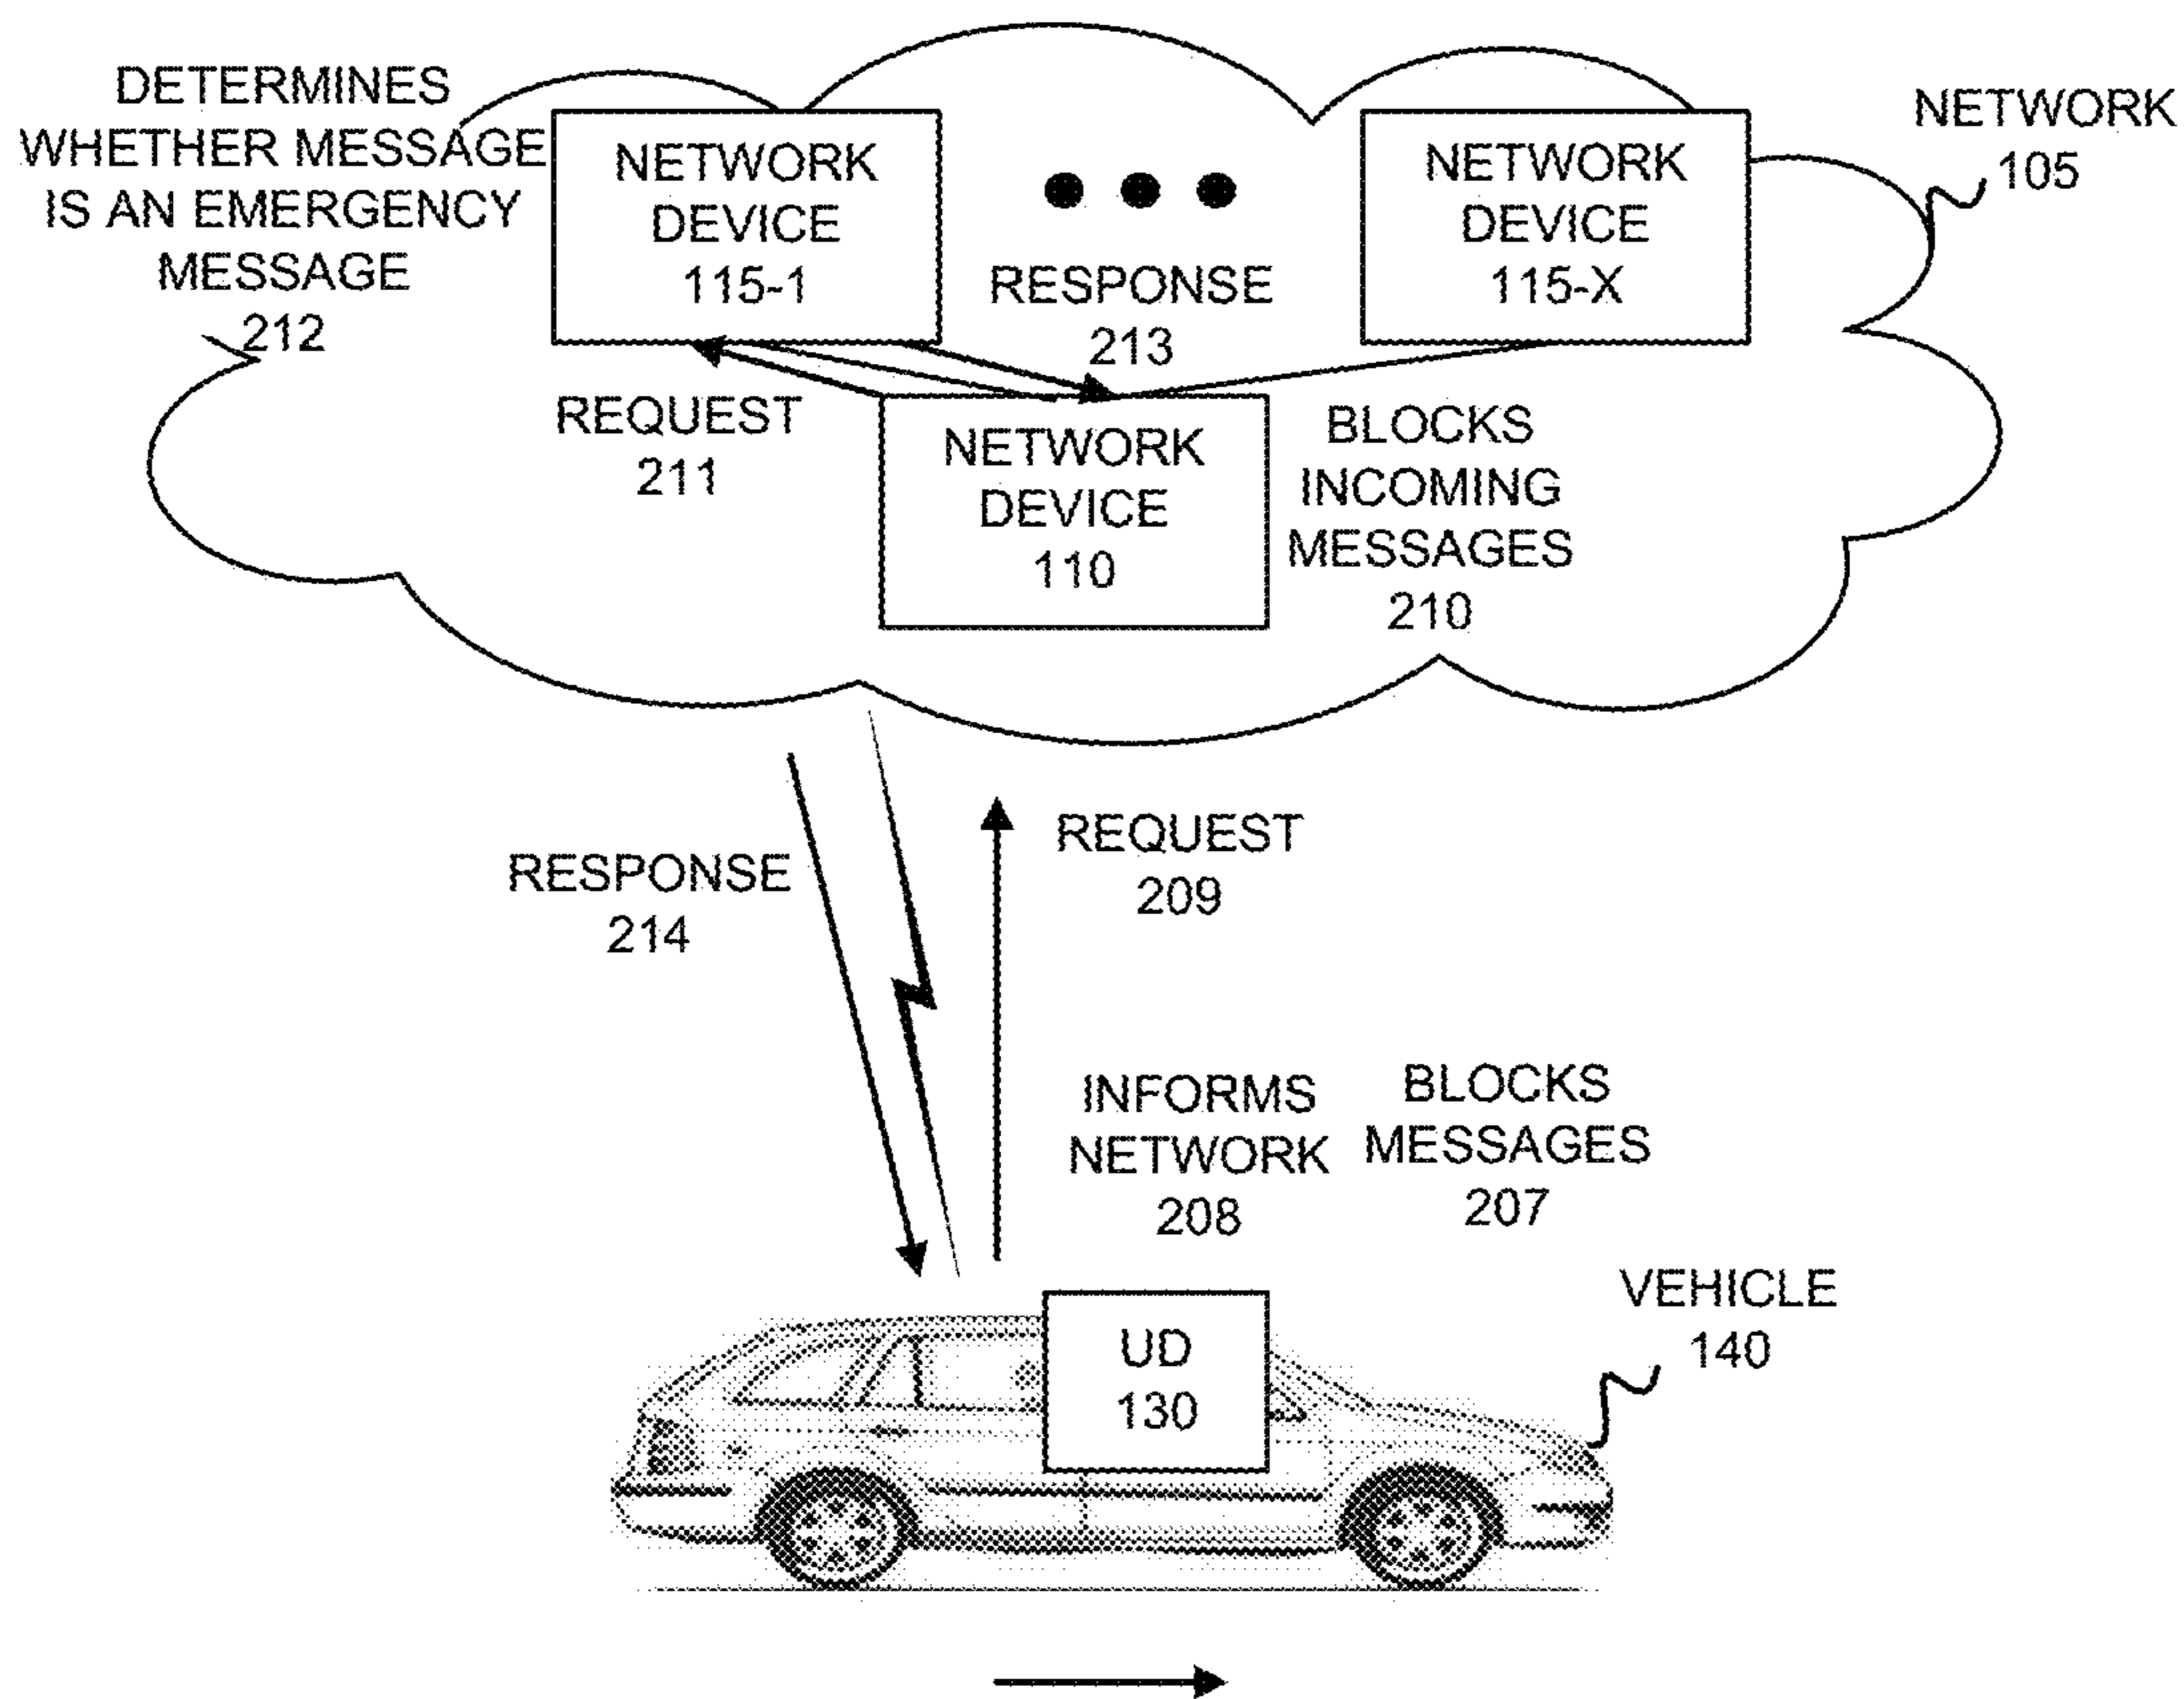 DETERMINES
WHETHER MESSAGE
IS AN EMERGENCY
MESSAGE
212
NETWORK
DEVICE
115-1
RESPONSE
213
NETWORK
DEVICE
115-X
NETWORK
105
REQUEST
211
NETWORK
DEVICE
110
BLOCKS
INCOMING
MESSAGES
210
RESPONSE
214
REQUEST
209
INFORMS
NETWORK
208
BLOCKS
MESSAGES
207
VEHICLE
140
UD
130